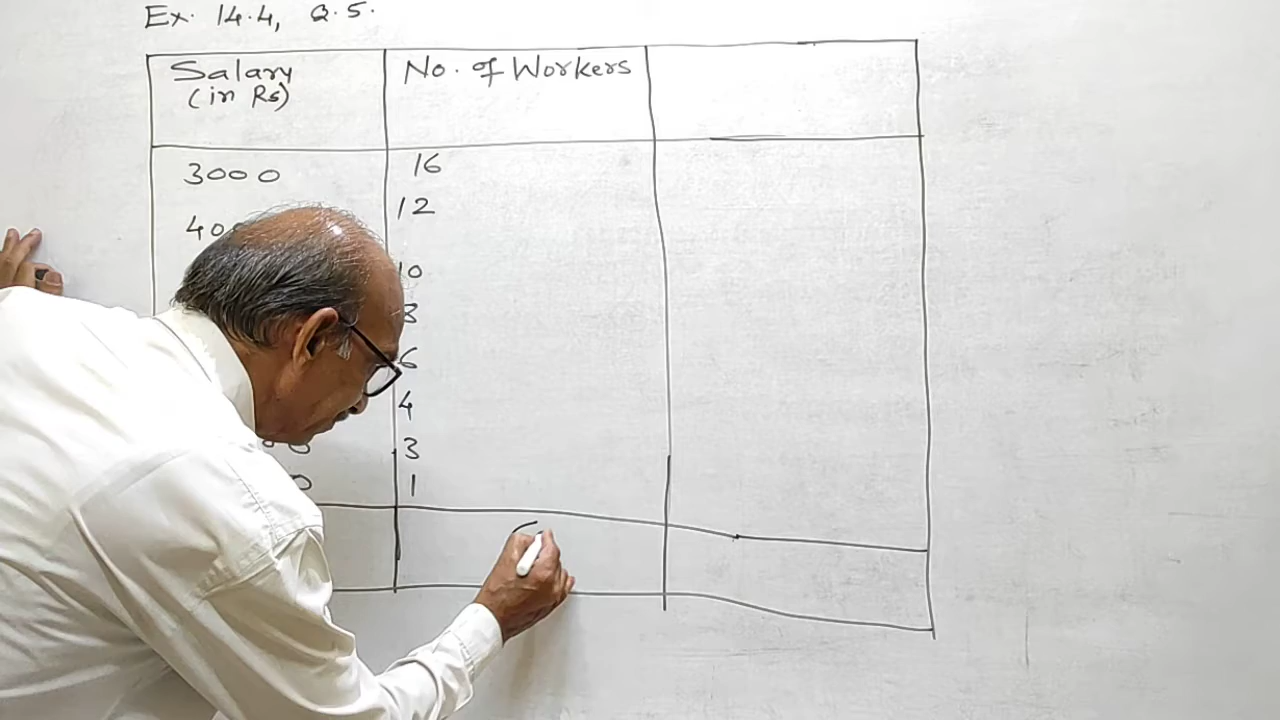 Ex. 14.4, Q.5.
Salary No. of Workers
(in Rs)
3000 16
12
10
8
6
4
3
1